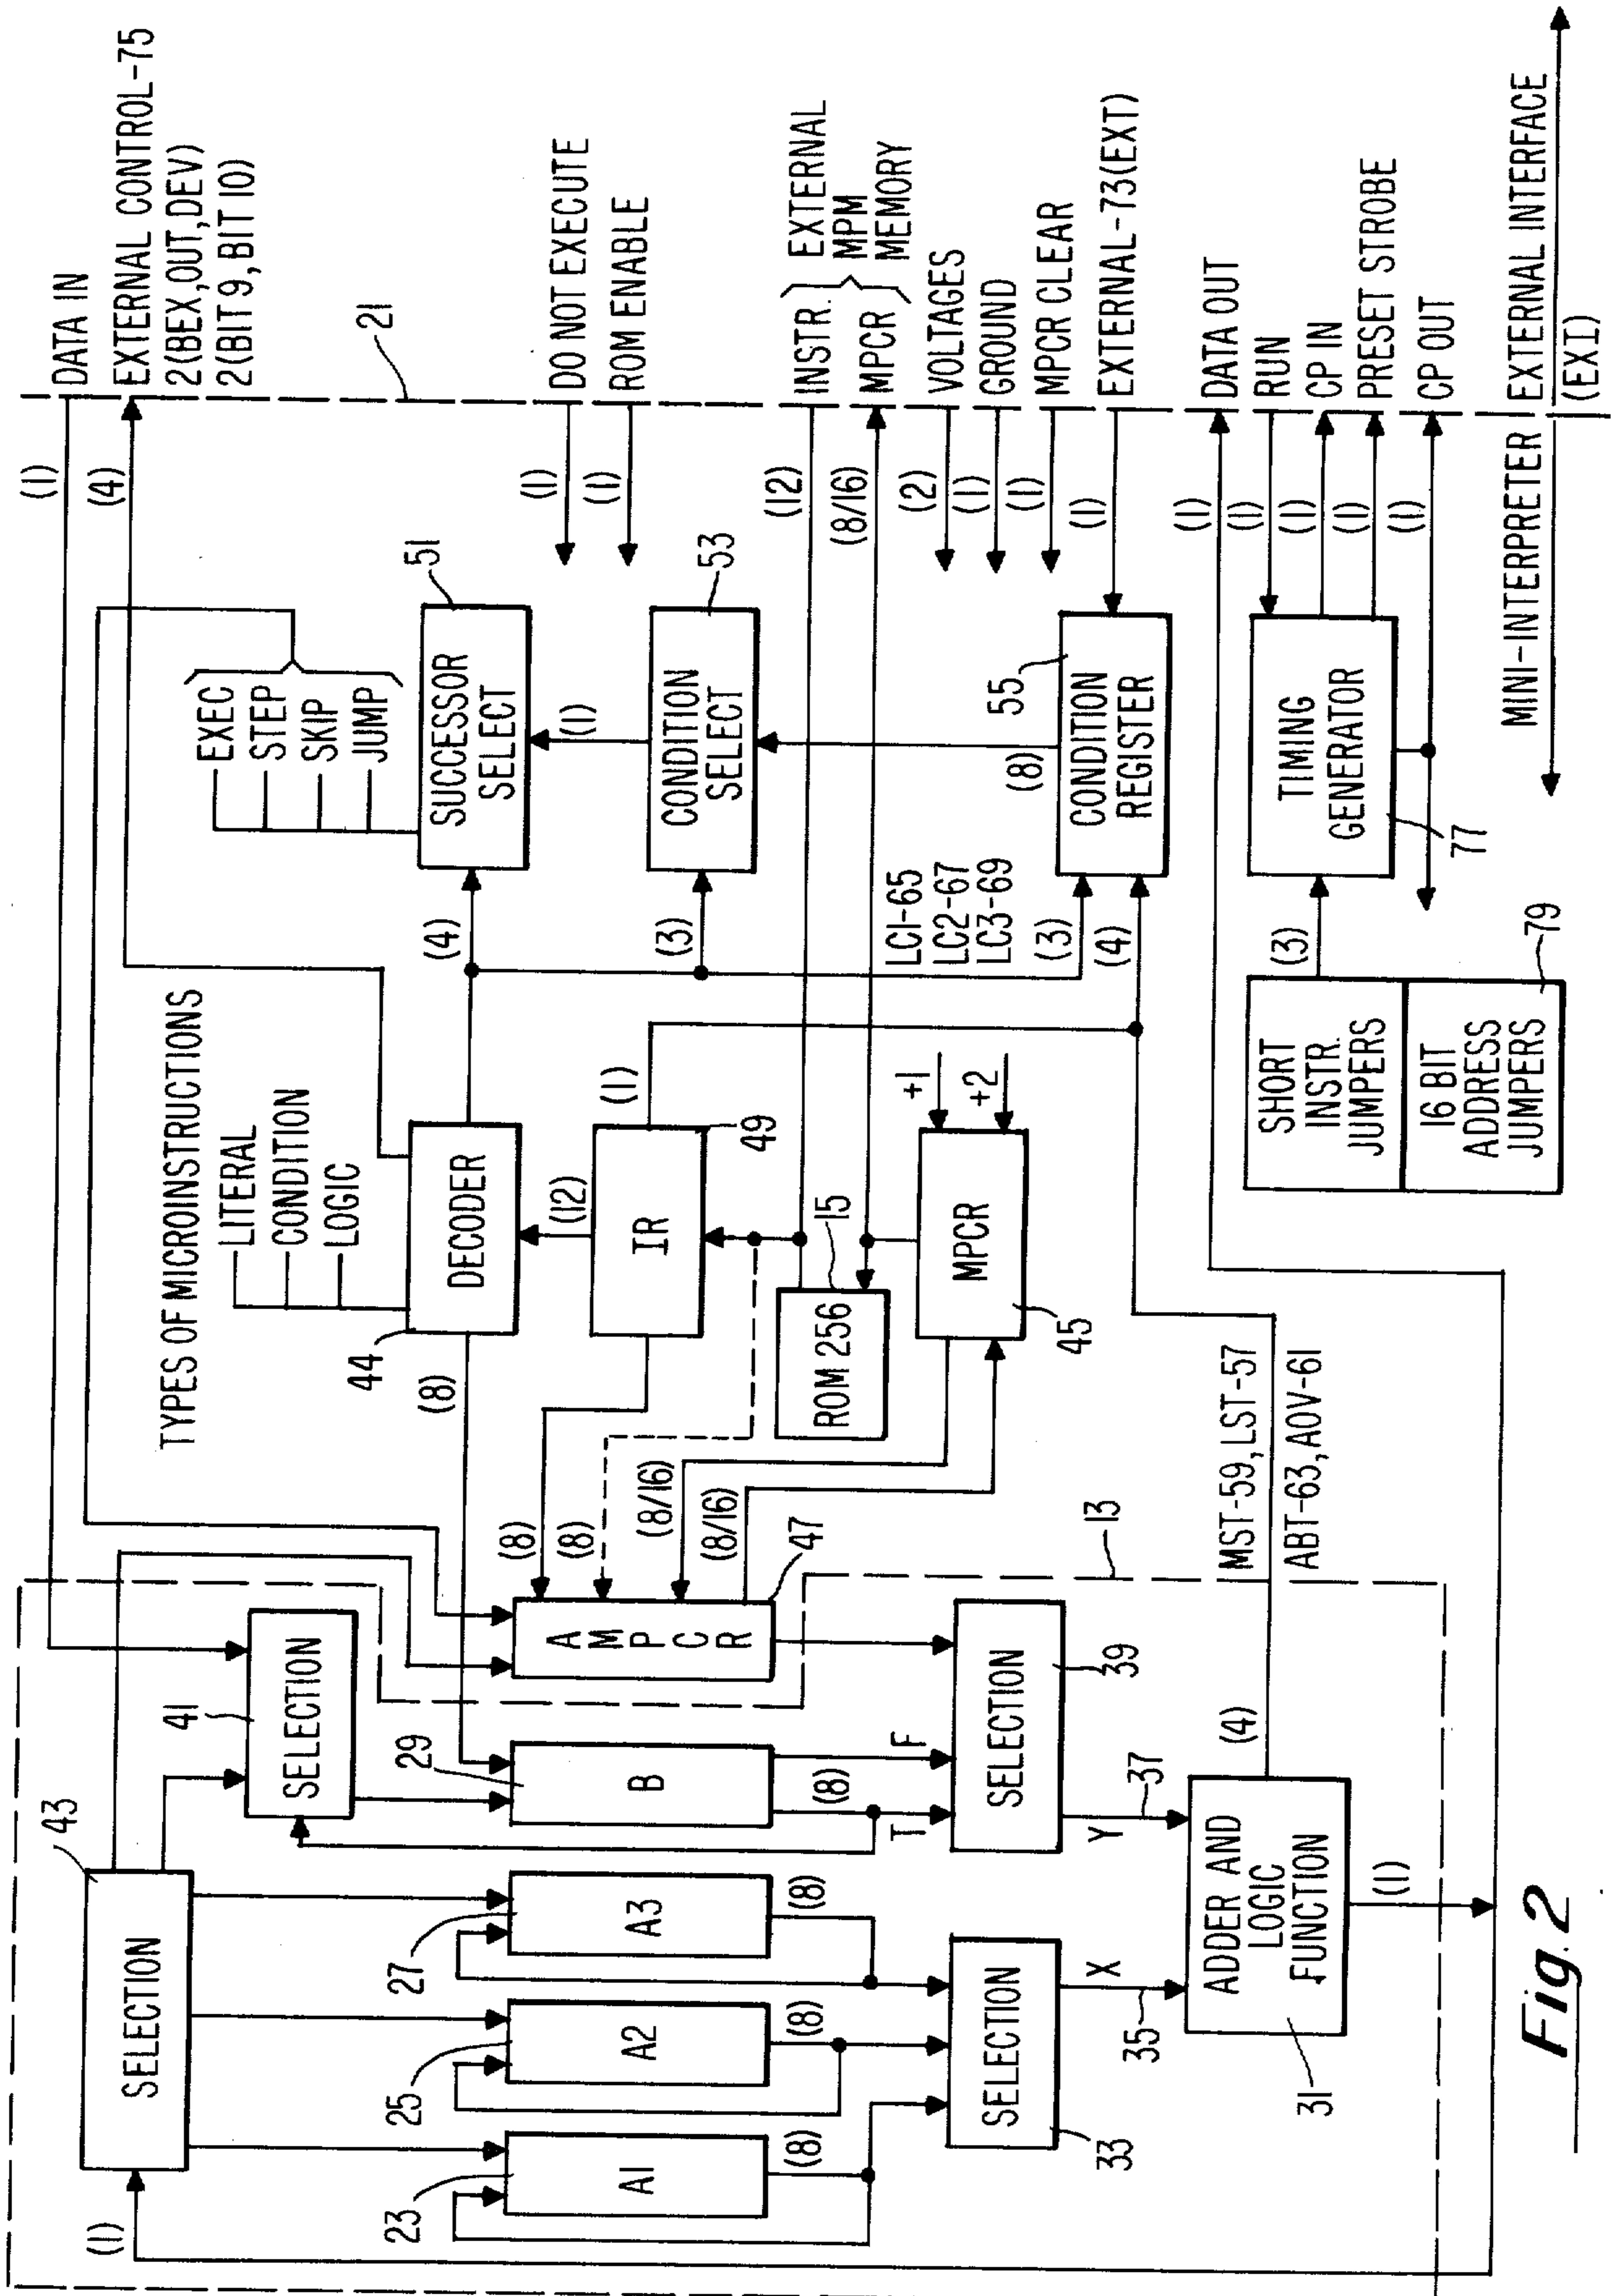 (1)
DATA IN
(4)
EXTERNAL CONTROL-75
2(BEX,OUT,DEV)
2(BIT 9,BIT 10)
21
(1)
DO NOT EXECUTE
(1)
ROM ENABLE
(12)
INSTR.
(8/16)
MPCR
EXTERNAL
MPM
MEMORY
(2)
VOLTAGES
(1)
GROUND
(1)
MPCR CLEAR
(1)
EXTERNAL-73(EXT)
(1)
DATA OUT
(1)
RUN
(1)
CP IN
(1)
PRESET STROBE
(1)
CP OUT
MINI-INTERPRETER
EXTERNAL INTERFACE
(EXI)
EXEC
STEP
SKIP
JUMP
51
SUCCESSOR
SELECT
(1)
53
CONDITION
SELECT
(8)
55
CONDITION
REGISTER
TIMING
GENERATOR
77
(4)
(3)
LC1-65
LC2-67
LC3-69
(3)
(4)
(3)
SHORT
INSTR.
JUMPERS
16 BIT
ADDRESS
JUMPERS
79
TYPES OF MICROINSTRUCTIONS
LITERAL
CONDITION
LOGIC
DECODER
44
(8)
(12)
(1)
IR
49
15
ROM 256
+1
+2
MPCR
45
(8)
(8)
(8/16)
(8/16)
47
AMPCR
13
MST-59,LST-57
ABT-63,AOV-61
43
SELECTION
41
SELECTION
29
B
(8)
T
F
27
A3
(8)
25
A2
(8)
23
A1
(8)
SELECTION
39
SELECTION
33
Y
37
X
35
(4)
ADDER AND
LOGIC
FUNCTION
31
(1)
(1)
Fig. 2